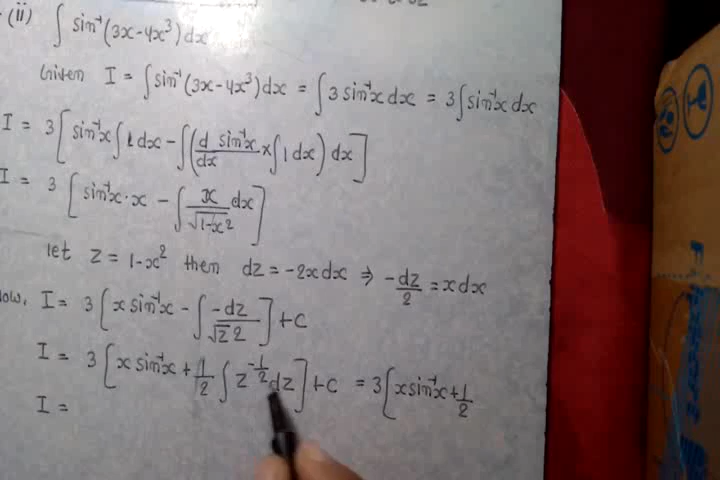 (ii) ∫ sin⁻¹(3x-4x³)dx
Given I = ∫ sin⁻¹(3x-4x³)dx = ∫ 3 sin⁻¹x dx = 3∫ sin⁻¹x dx
I = 3[sin⁻¹x ∫ 1 dx - ∫(d/dx sin⁻¹x × ∫ 1 dx) dx]
I = 3 [sin⁻¹x · x - ∫ x/√(1-x²) dx]
let z = 1-x² then dz = -2x dx ⇒ -dz/2 = x dx
Now, I = 3[x sin⁻¹x - ∫ -dz/(√z 2)] + c
I = 3[x sin⁻¹x + 1/2 ∫ z^(-1/2) dz] + c = 3[x sin⁻¹x + 1/2
I =